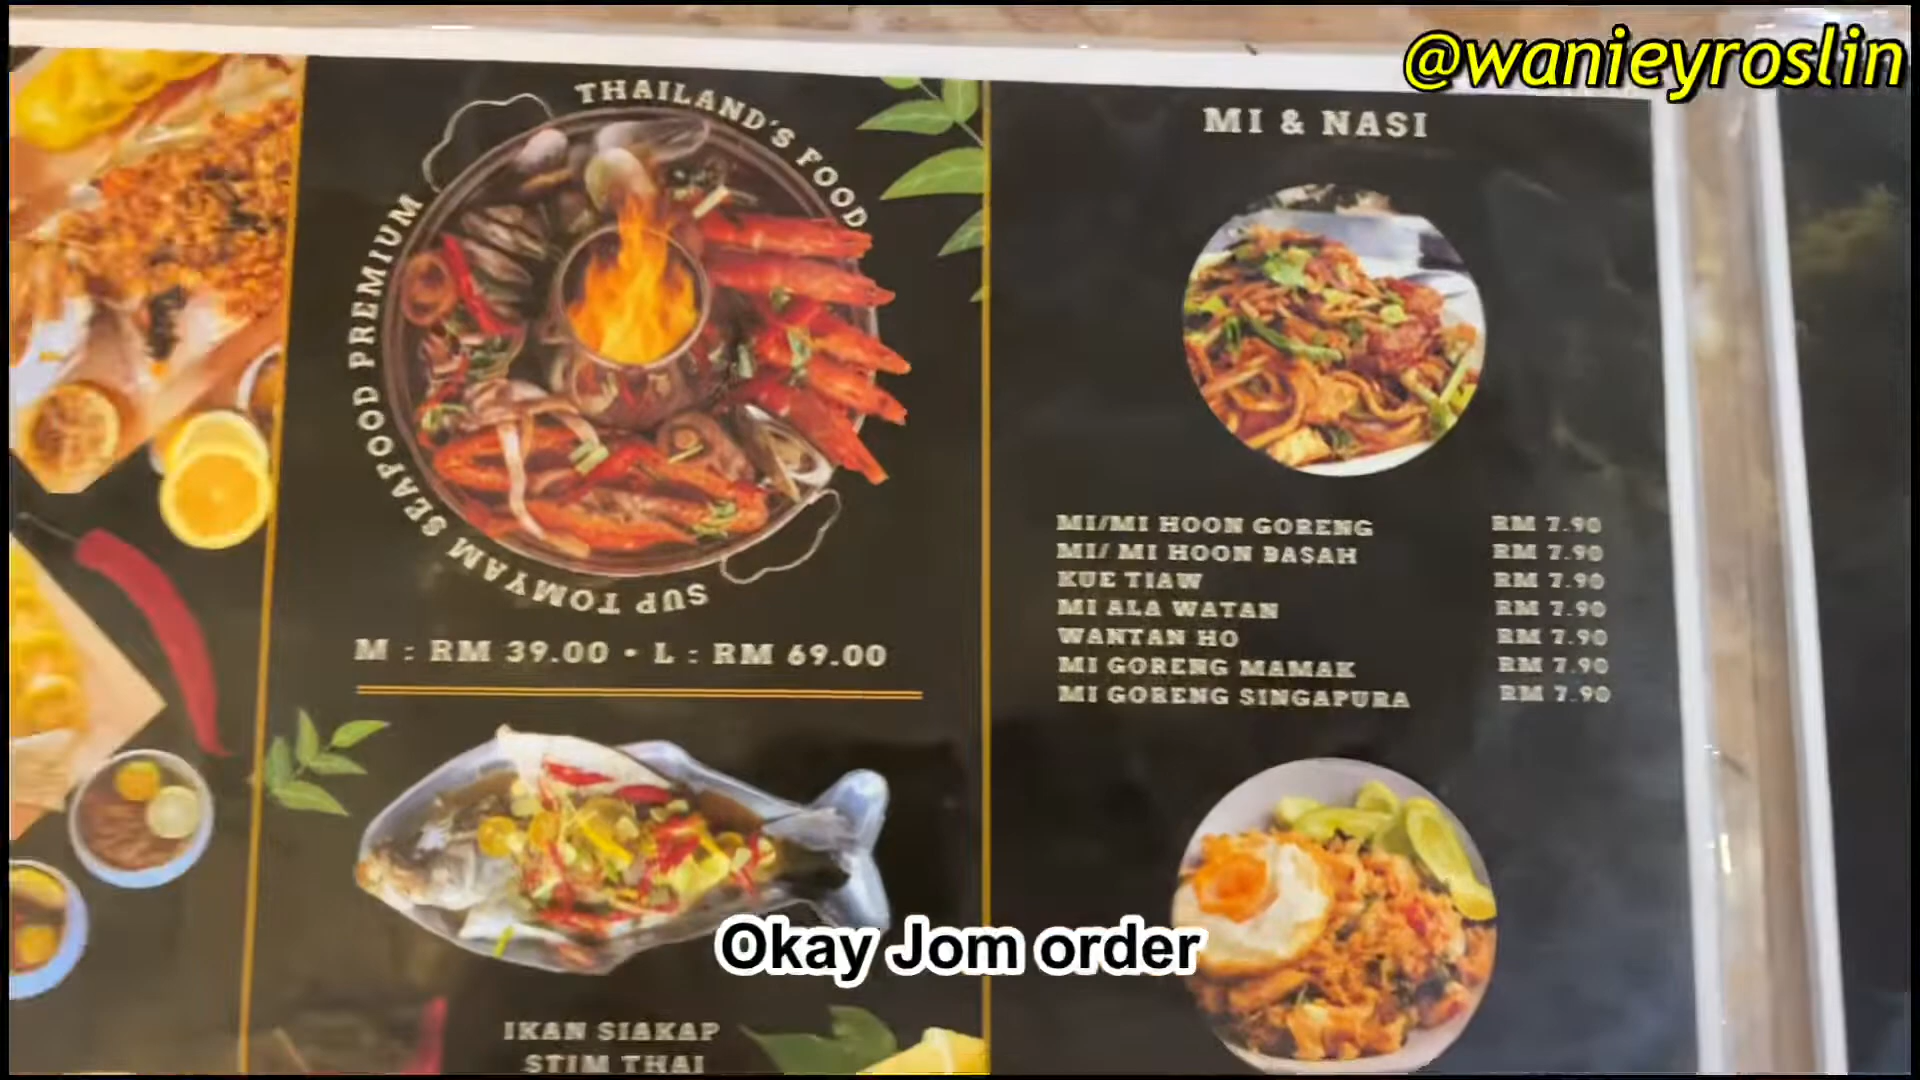 @wanieyroslin
THAILAND'S FOOD
SUP TOMYAM SEAFOOD PREMIUM
M : RM 39.00 • L : RM 69.00
IKAN SIAKAP
STIM THAI
MI & NASI
MI/MI HOON GORENG RM 7.90
MI/ MI HOON BASAH RM 7.90
KUE TIAW RM 7.90
MI ALA WATAN RM 7.90
WANTAN HO RM 7.90
MI GORENG MAMAK RM 7.90
MI GORENG SINGAPURA RM 7.90
Okay Jom order